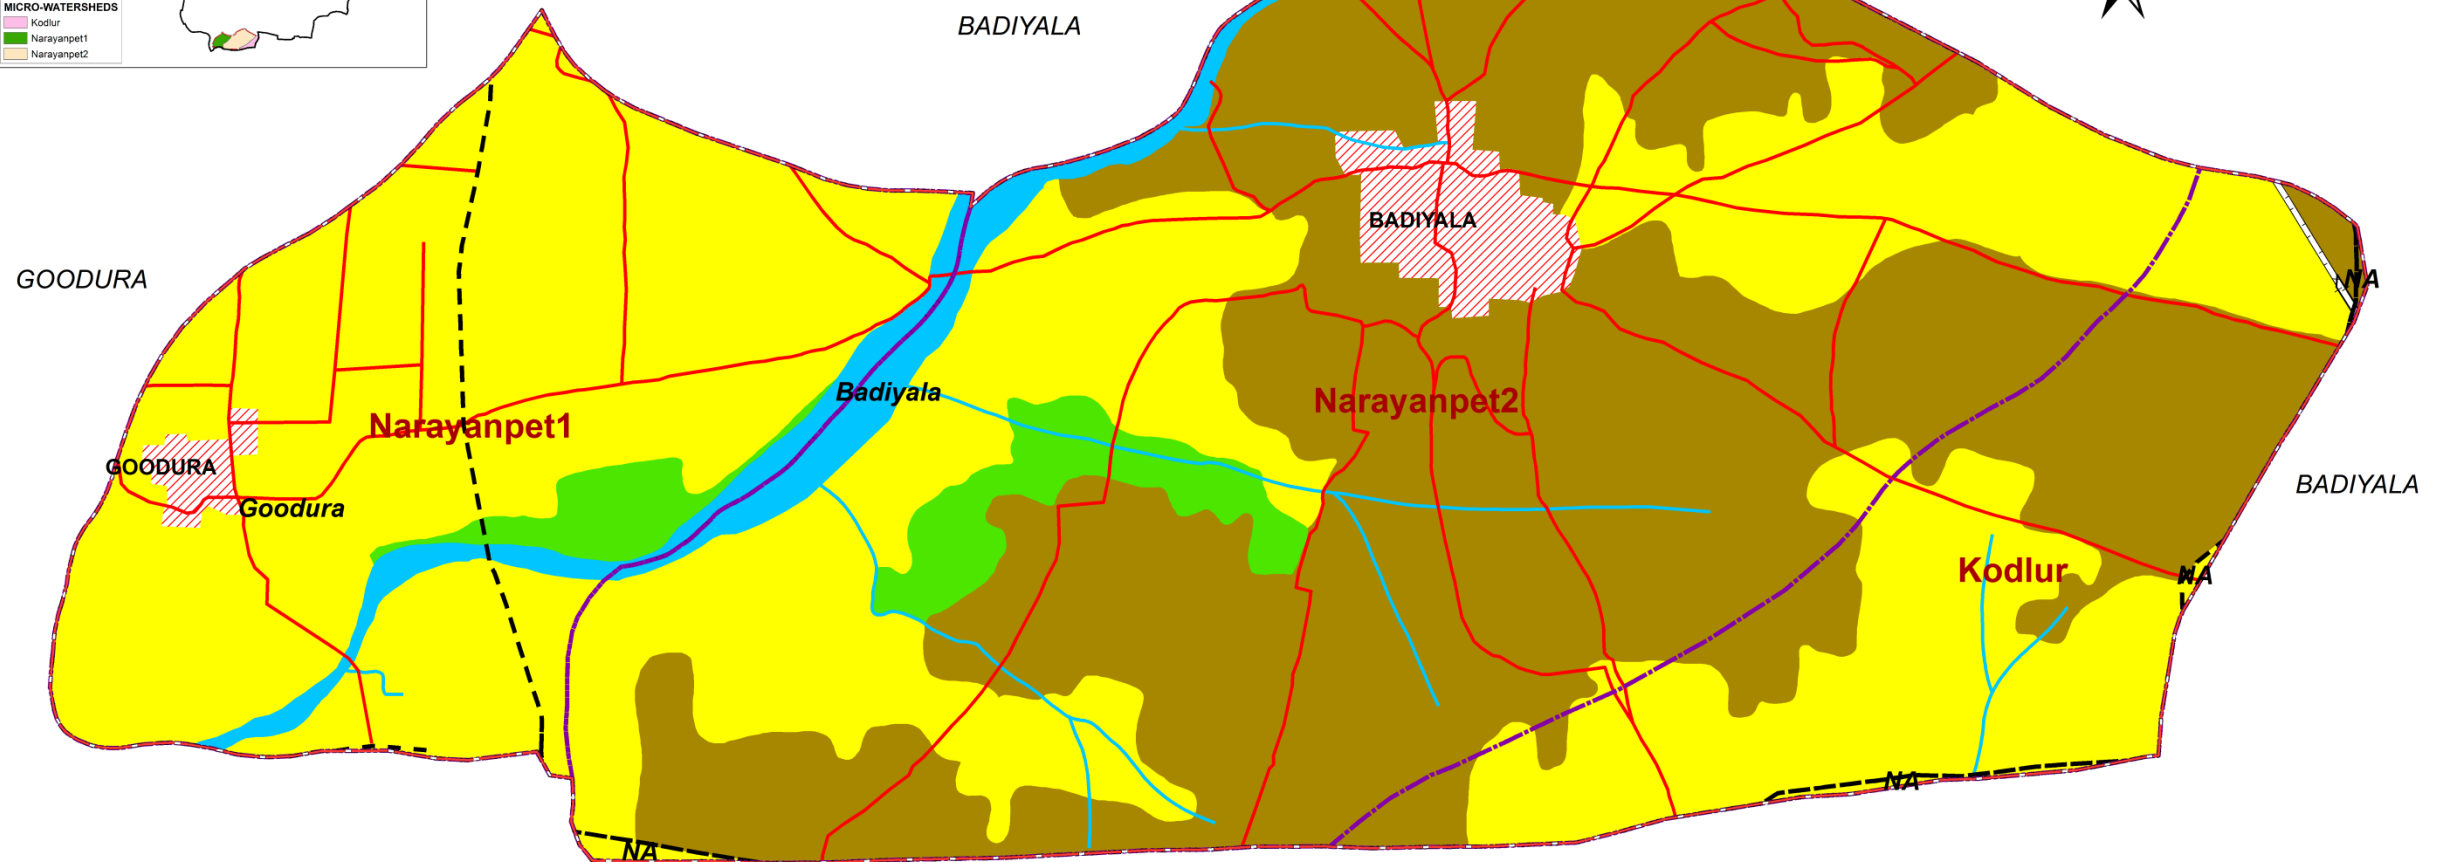 MICRO-WATERSHEDS
Kodlur
Narayanpet1
Narayanpet2
BADIYALA
GOODURA
BADIYALA
NA
Badiyala
Narayanpet1
Narayanpet2
GOODURA
Goodura
BADIYALA
Kodlur
NA
NA
NA